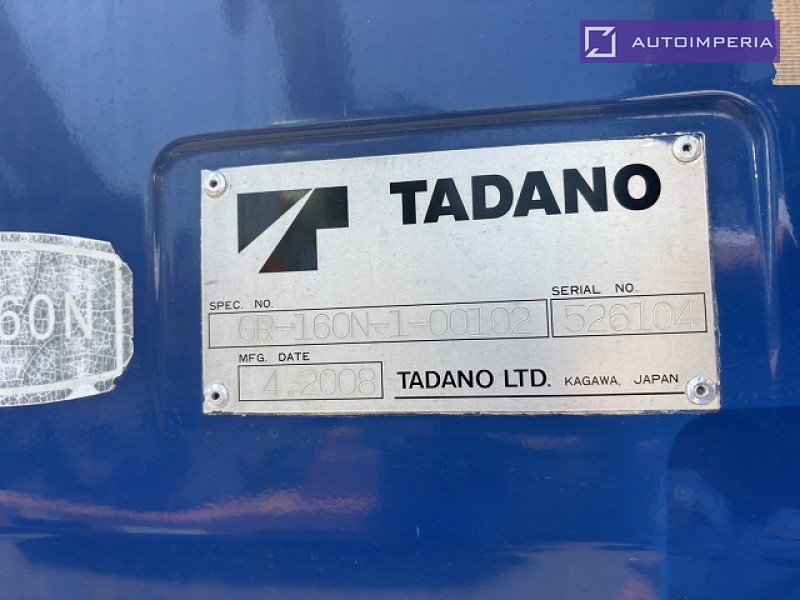 AUTOIMPERIA
TADANO
SPEC. NO.
GR-160N-1-00102
SERIAL NO.
526104
MFG. DATE
4.2008
TADANO LTD. KAGAWA, JAPAN
60N